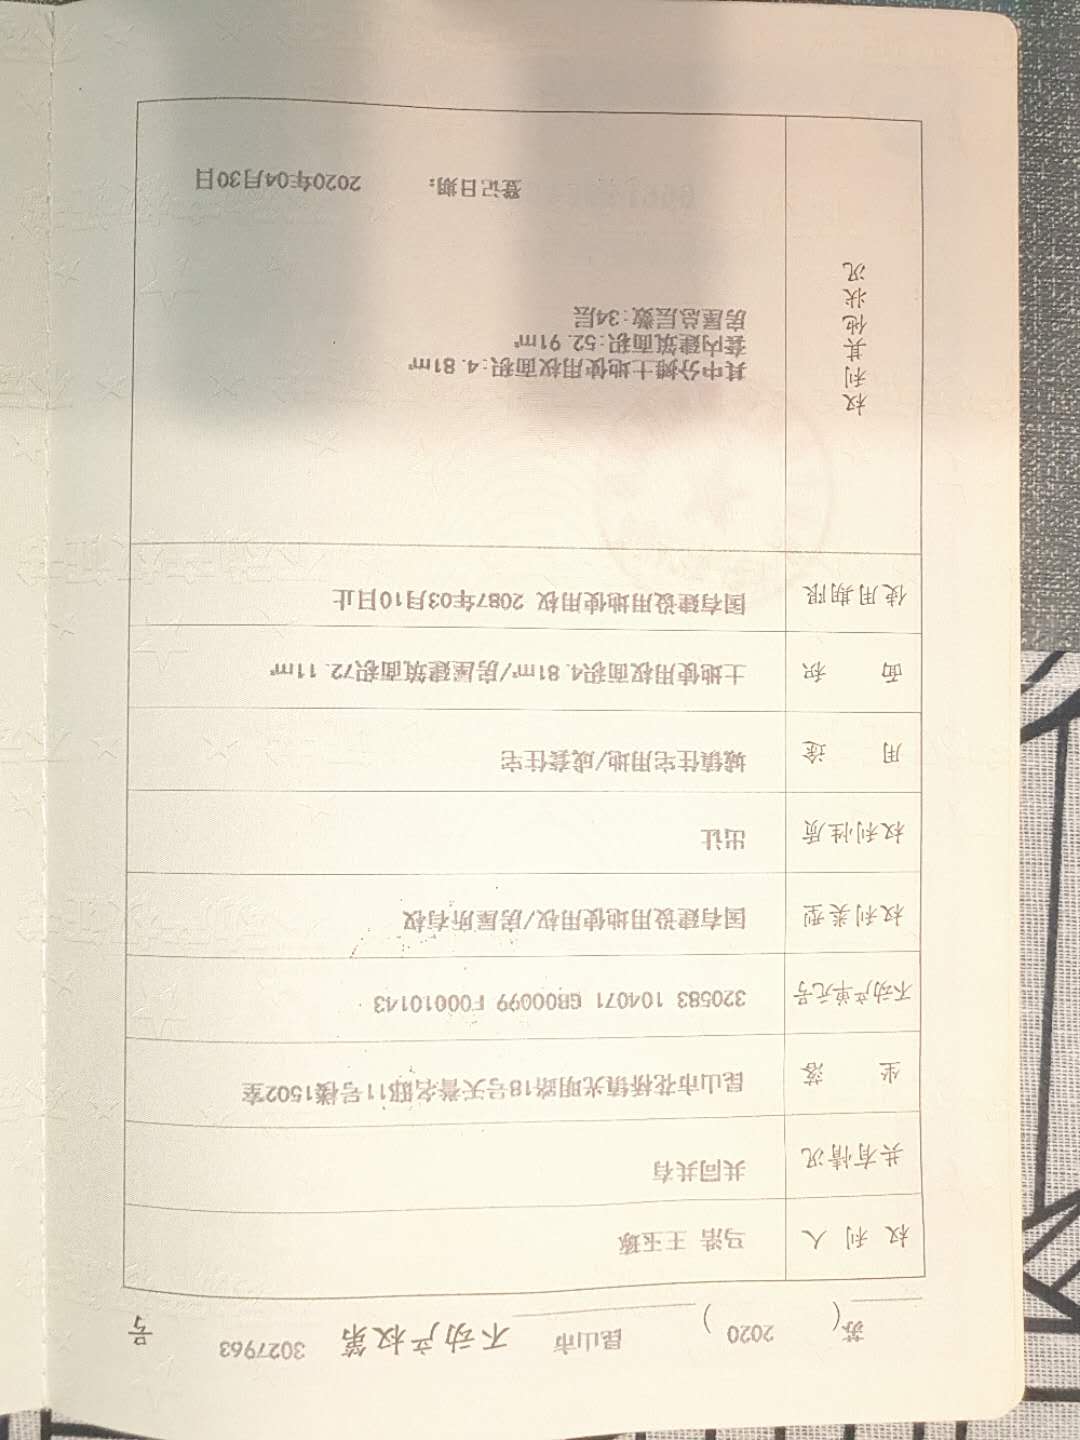 苏 (2020) 昆山市 不动产权第 3027963 号
权利人 马浩 王玉琢
共有情况 共同共有
坐落 昆山市花桥镇光明路18号天誉名邸11号楼1502室
不动产单元号 320583 104071 GB00099 F00010143
权利类型 国有建设用地使用权/房屋所有权
权利性质 出让
用途 城镇住宅用地/成套住宅
面积 土地使用权面积4.81㎡/房屋建筑面积72.11㎡
使用期限 国有建设用地使用权 2087年03月10日止
权利其他状况
其中分摊土地使用权面积:4.81㎡
套内建筑面积:52.91㎡
房屋总层数:34层
登记日期: 2020年04月30日